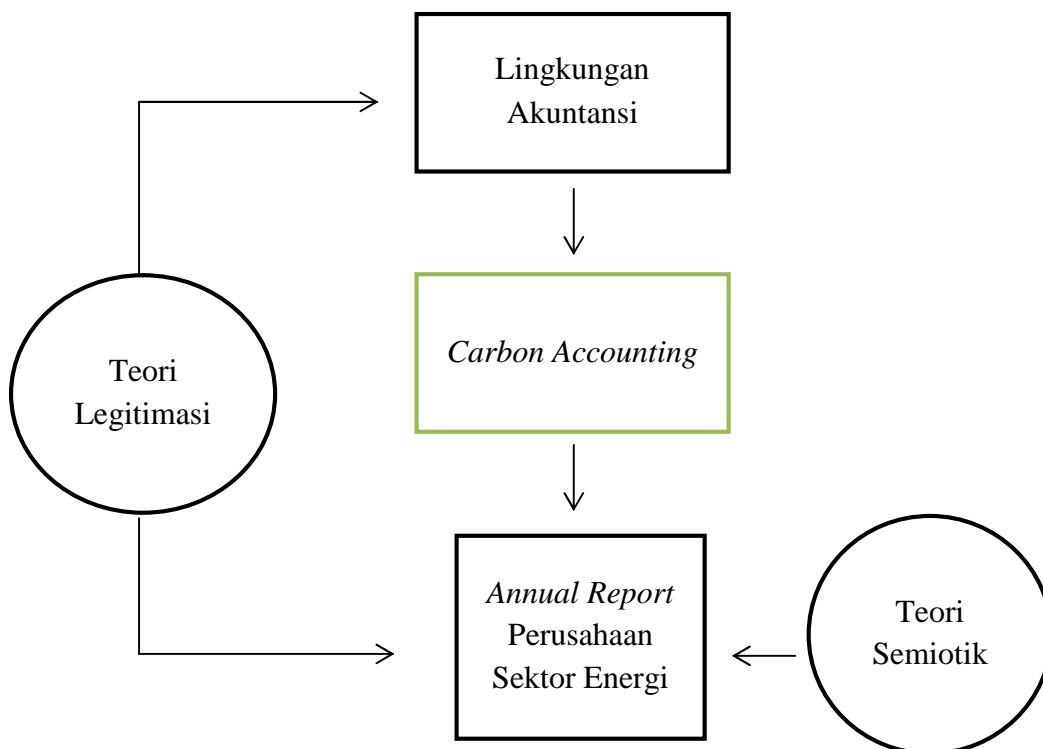 Lingkungan
Akuntansi
Carbon Accounting
Teori
Legitimasi
Annual Report
Perusahaan
Sektor Energi
Teori
Semiotik